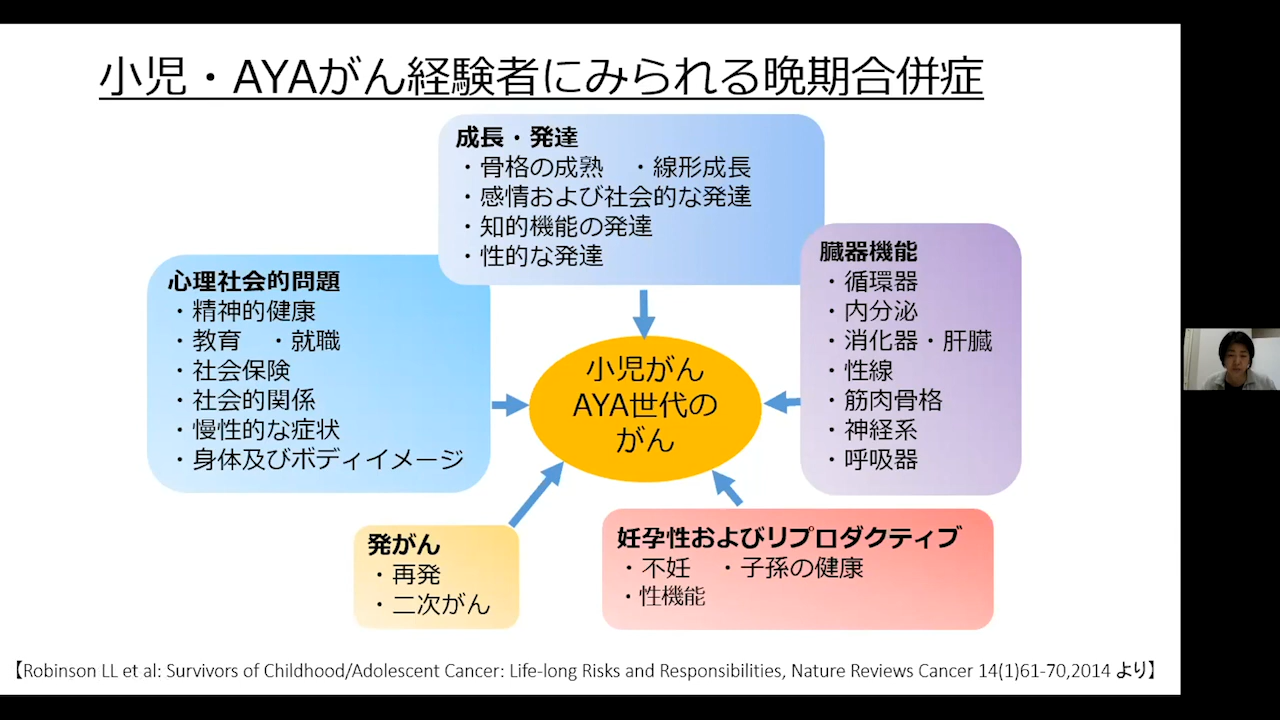 小児・AYAがん経験者にみられる晩期合併症
成長・発達
・骨格の成熟　・線形成長
・感情および社会的な発達
・知的機能の発達
・性的な発達
心理社会的問題
・精神的健康
・教育　・就職
・社会保険
・社会的関係
・慢性的な症状
・身体及びボディイメージ
臓器機能
・循環器
・内分泌
・消化器・肝臓
・性線
・筋肉骨格
・神経系
・呼吸器
小児がん
AYA世代の
がん
発がん
・再発
・二次がん
妊孕性およびリプロダクティブ
・不妊　・子孫の健康
・性機能
【Robinson LL et al: Survivors of Childhood/Adolescent Cancer: Life-long Risks and Responsibilities, Nature Reviews Cancer 14(1)61-70,2014 より】